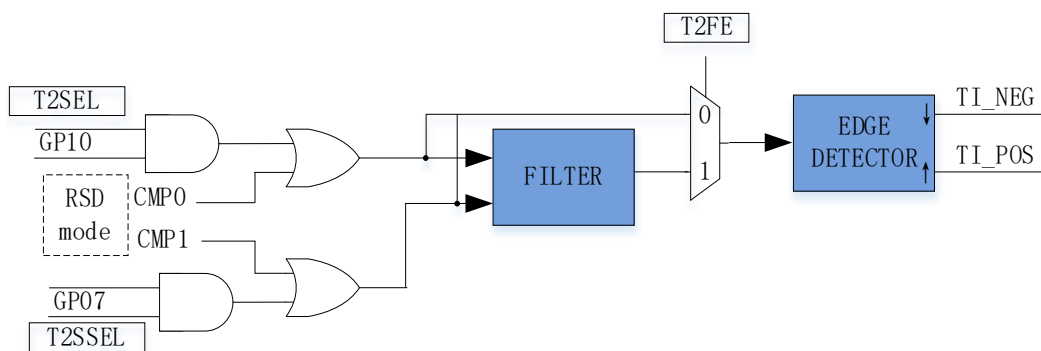 T2FE
T2SEL
GP10
RSD
mode
CMP0
CMP1
GP07
T2SSEL
FILTER
0
1
EDGE
DETECTOR
TI_NEG
TI_POS